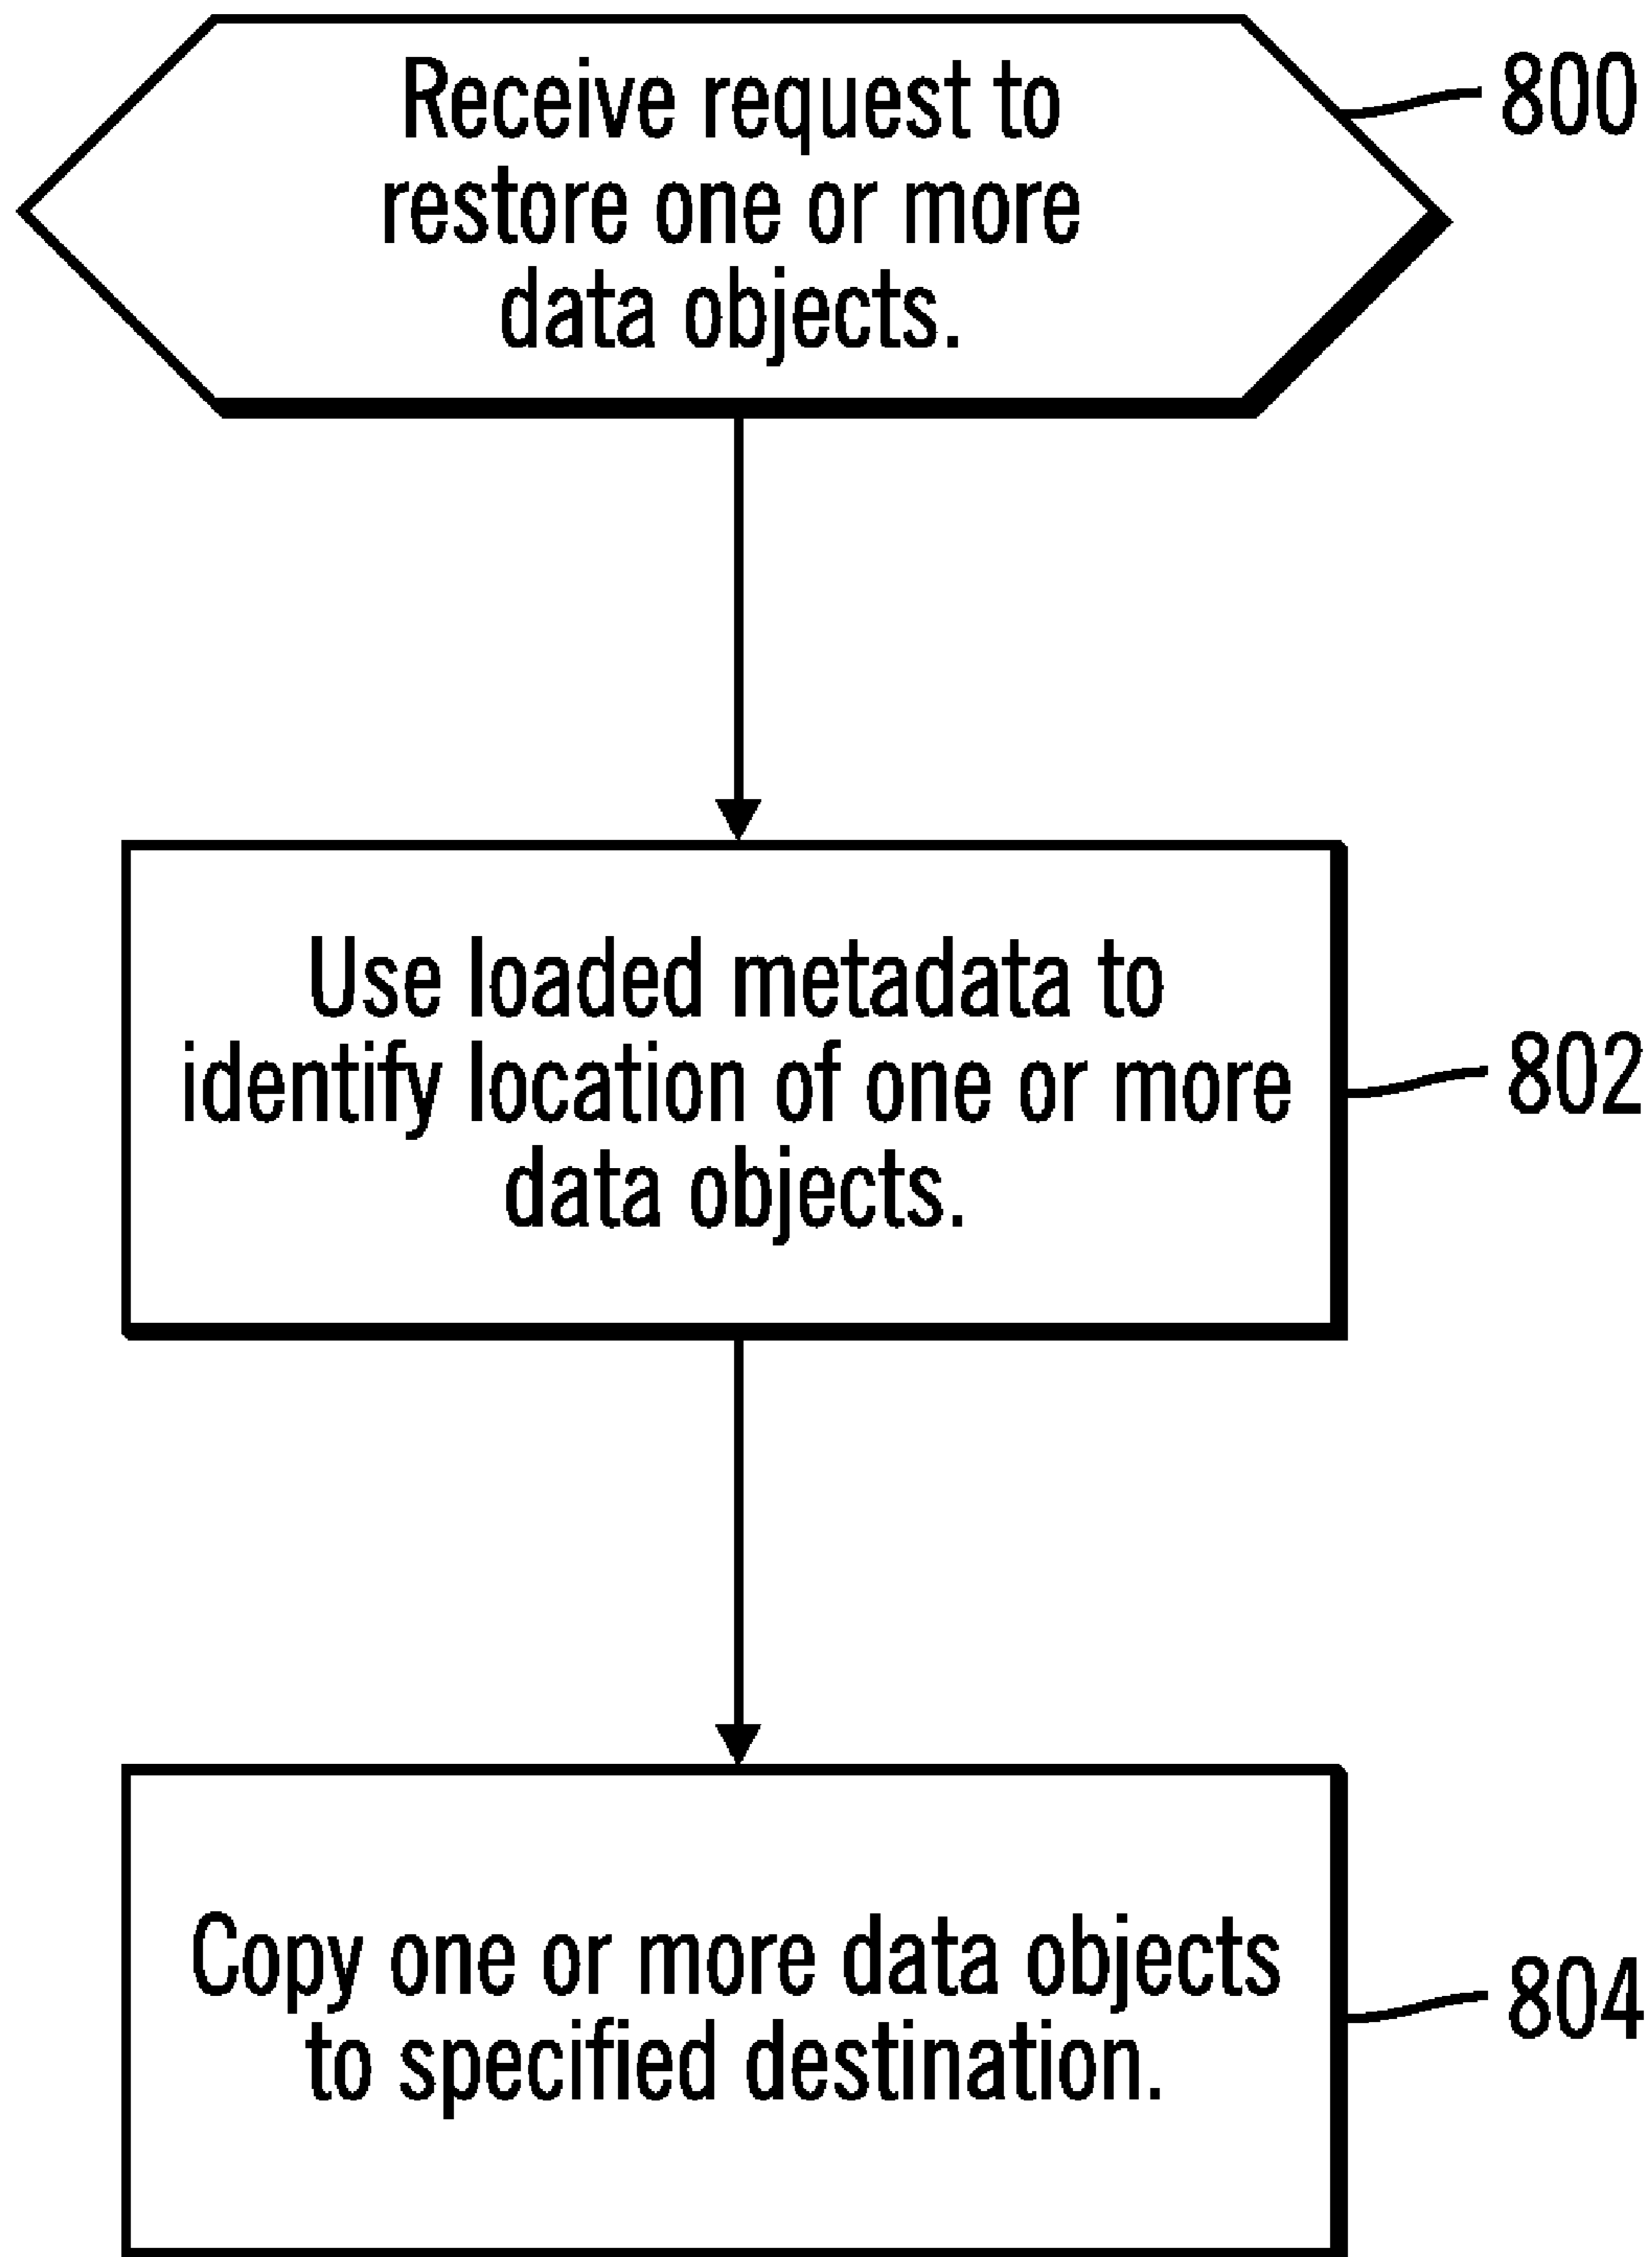 Receive request to
restore one or more
data objects.
800
Use loaded metadata to
identify location of one or more
data objects.
802
Copy one or more data objects
to specified destination.
804